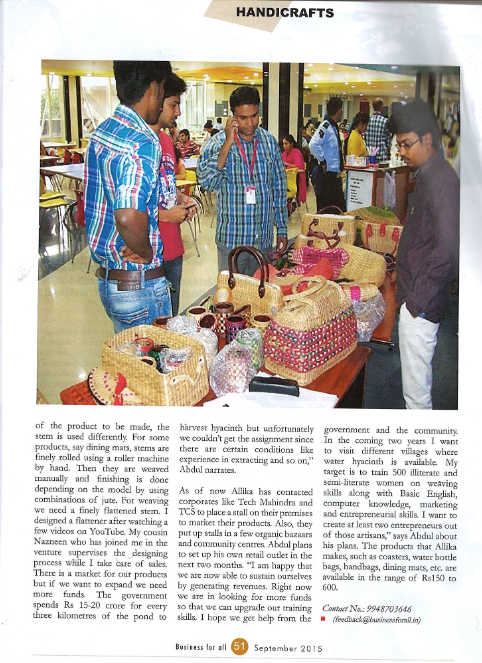 HANDICRAFTS
of the product to be made, the
stem is used differently. For some
products, say dining mats, stems are
finely rolled using a roller machine
by hand. Then they are weaved
manually and finishing is done
depending on the model by using
combinations of jute. For weaving
we need a finely flattened stem. I
designed a flattener after watching a
few videos on YouTube. My cousin
Nazneen who has joined me in the
venture supervises the designing
process while I take care of sales.
There is a market for our products
but if we want to expand we need
more funds. The government
spends Rs 15-20 crore for every
three kilometres of the pond to
harvest hyacinth but unfortunately
we couldn't get the assignment since
there are certain conditions like
experience in extracting and so on,"
Abdul narrates.
As of now Allika has contacted
corporates like Tech Mahindra and
TCS to place a stall on their premises
to market their products. Also, they
put up stalls in a few organic bazaars
and community centres. Abdul plans
to set up his own retail outlet in the
next two months. "I am happy that
we are now able to sustain ourselves
by generating revenues. Right now
we are in looking for more funds
so that we can upgrade our training
skills. I hope we get help from the
government and the community.
In the coming two years I want
to visit different villages where
water hyacinth is available. My
target is to train 500 illiterate and
semi-literate women on weaving
skills along with Basic English,
computer knowledge, marketing
and entrepreneurial skills. I want to
create at least two entrepreneurs out
of those artisans," says Abdul about
his plans. The products that Allika
makes, such as coasters, water bottle
bags, handbags, dining mats, etc. are
available in the range of Rs150 to
600.
Contact No.: 9948703646
(feedback@businessforall.in)
Business for all 51 September 2015